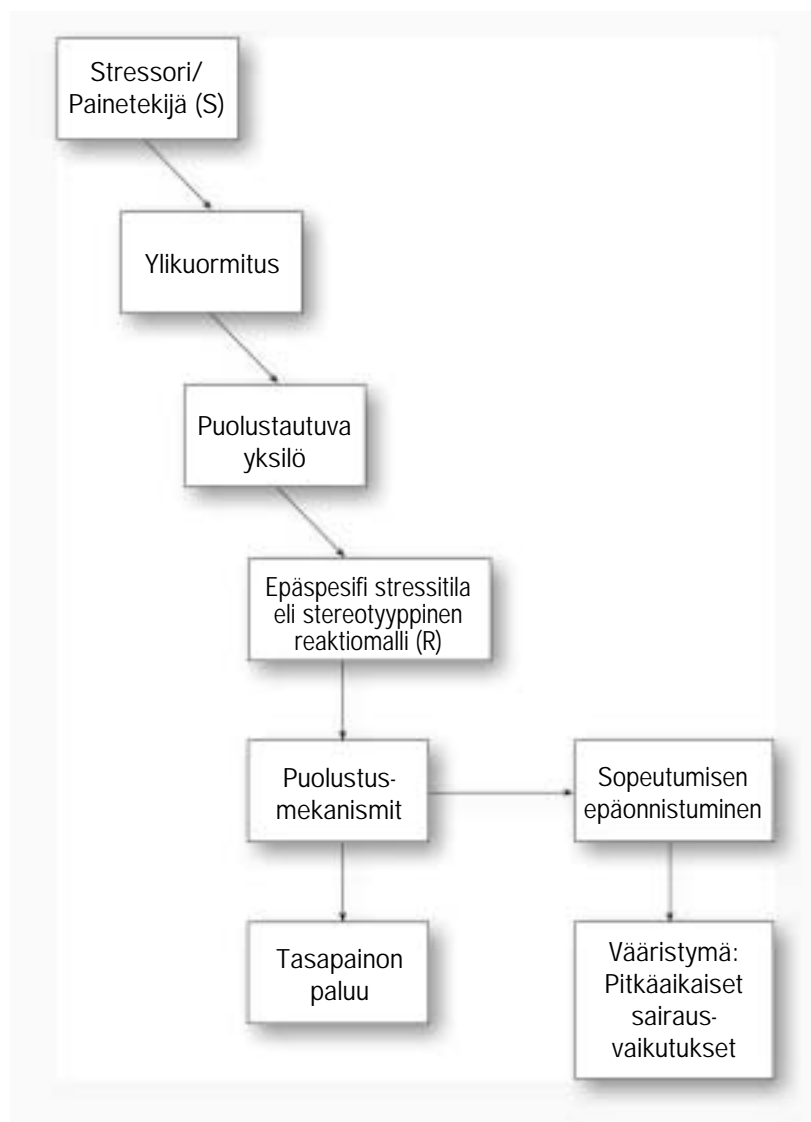 Stressori/
Painetekijä (S)
Ylikuormitus
Puolustautuva
yksilö
Epäspesifi stressitila
eli stereotyyppinen
reaktiomalli (R)
Puolustus-
mekanismit
Sopeutumisen
epäonnistuminen
Tasapainon
paluu
Vääristymä:
Pitkäaikaiset
sairaus-
vaikutukset